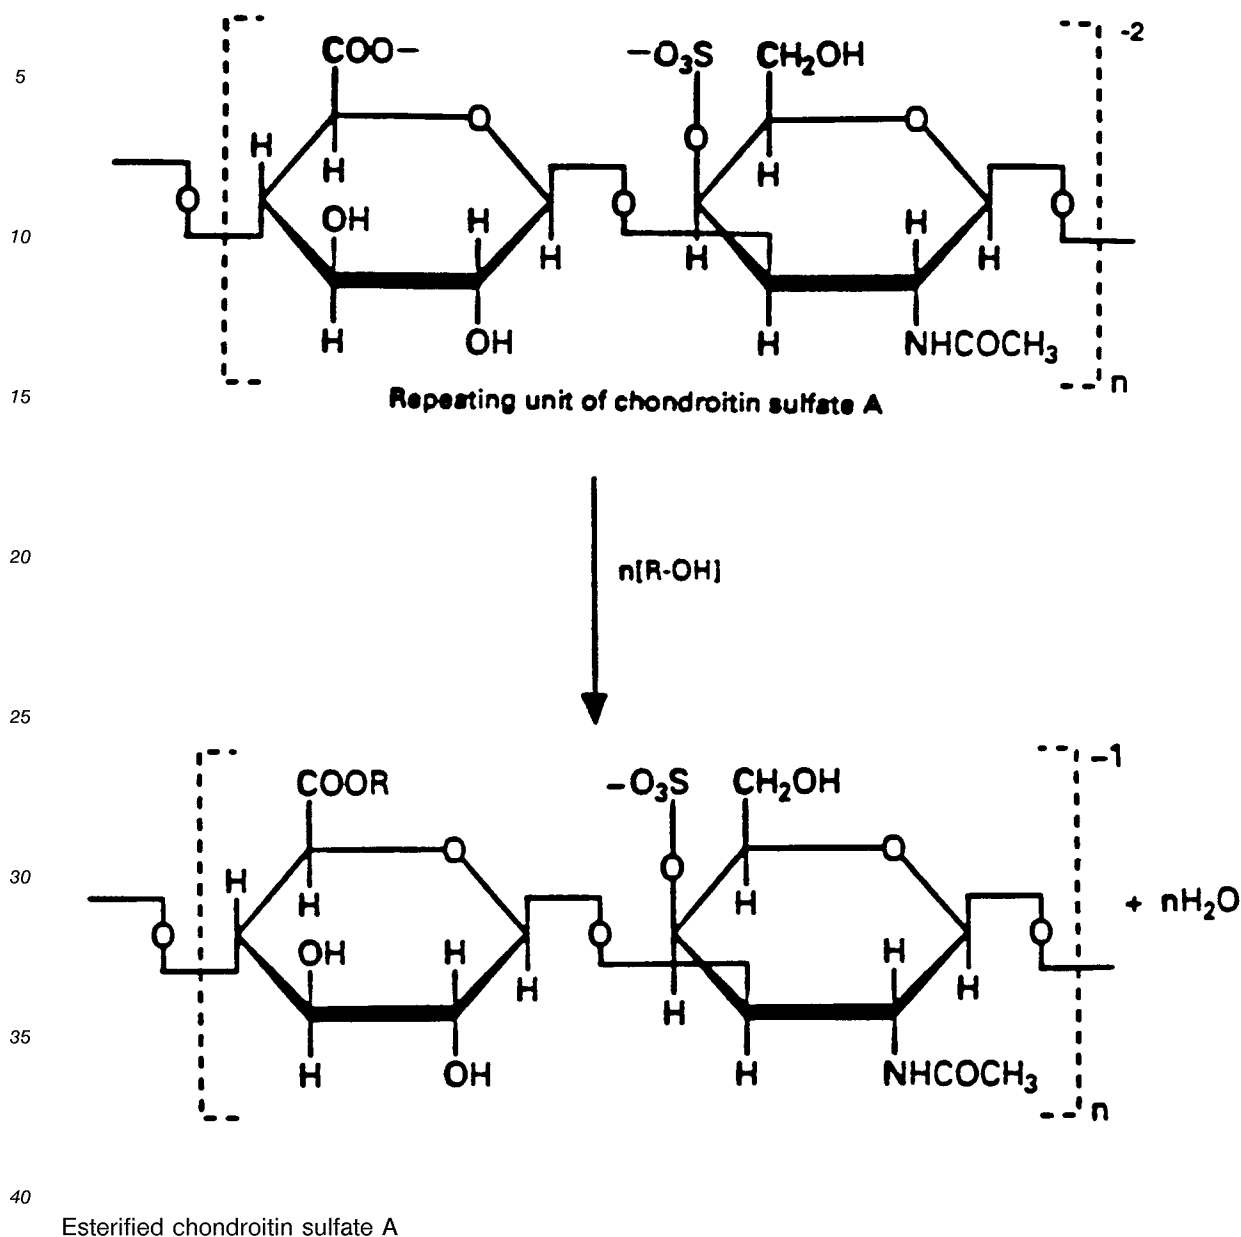 COO− −O₃S CH₂OH -2
5
O O
H O
H H
O OH H O H O
10
H H H
H OH H NHCOCH₃
n
15
Repeating unit of chondroitin sulfate A
20
n[R-OH]
25
−1
COOR −O₃S CH₂OH
O O O
30
H H H + nH₂O
O OH H O H O
H H H
35
H OH H NHCOCH₃
n
40
Esterified chondroitin sulfate A